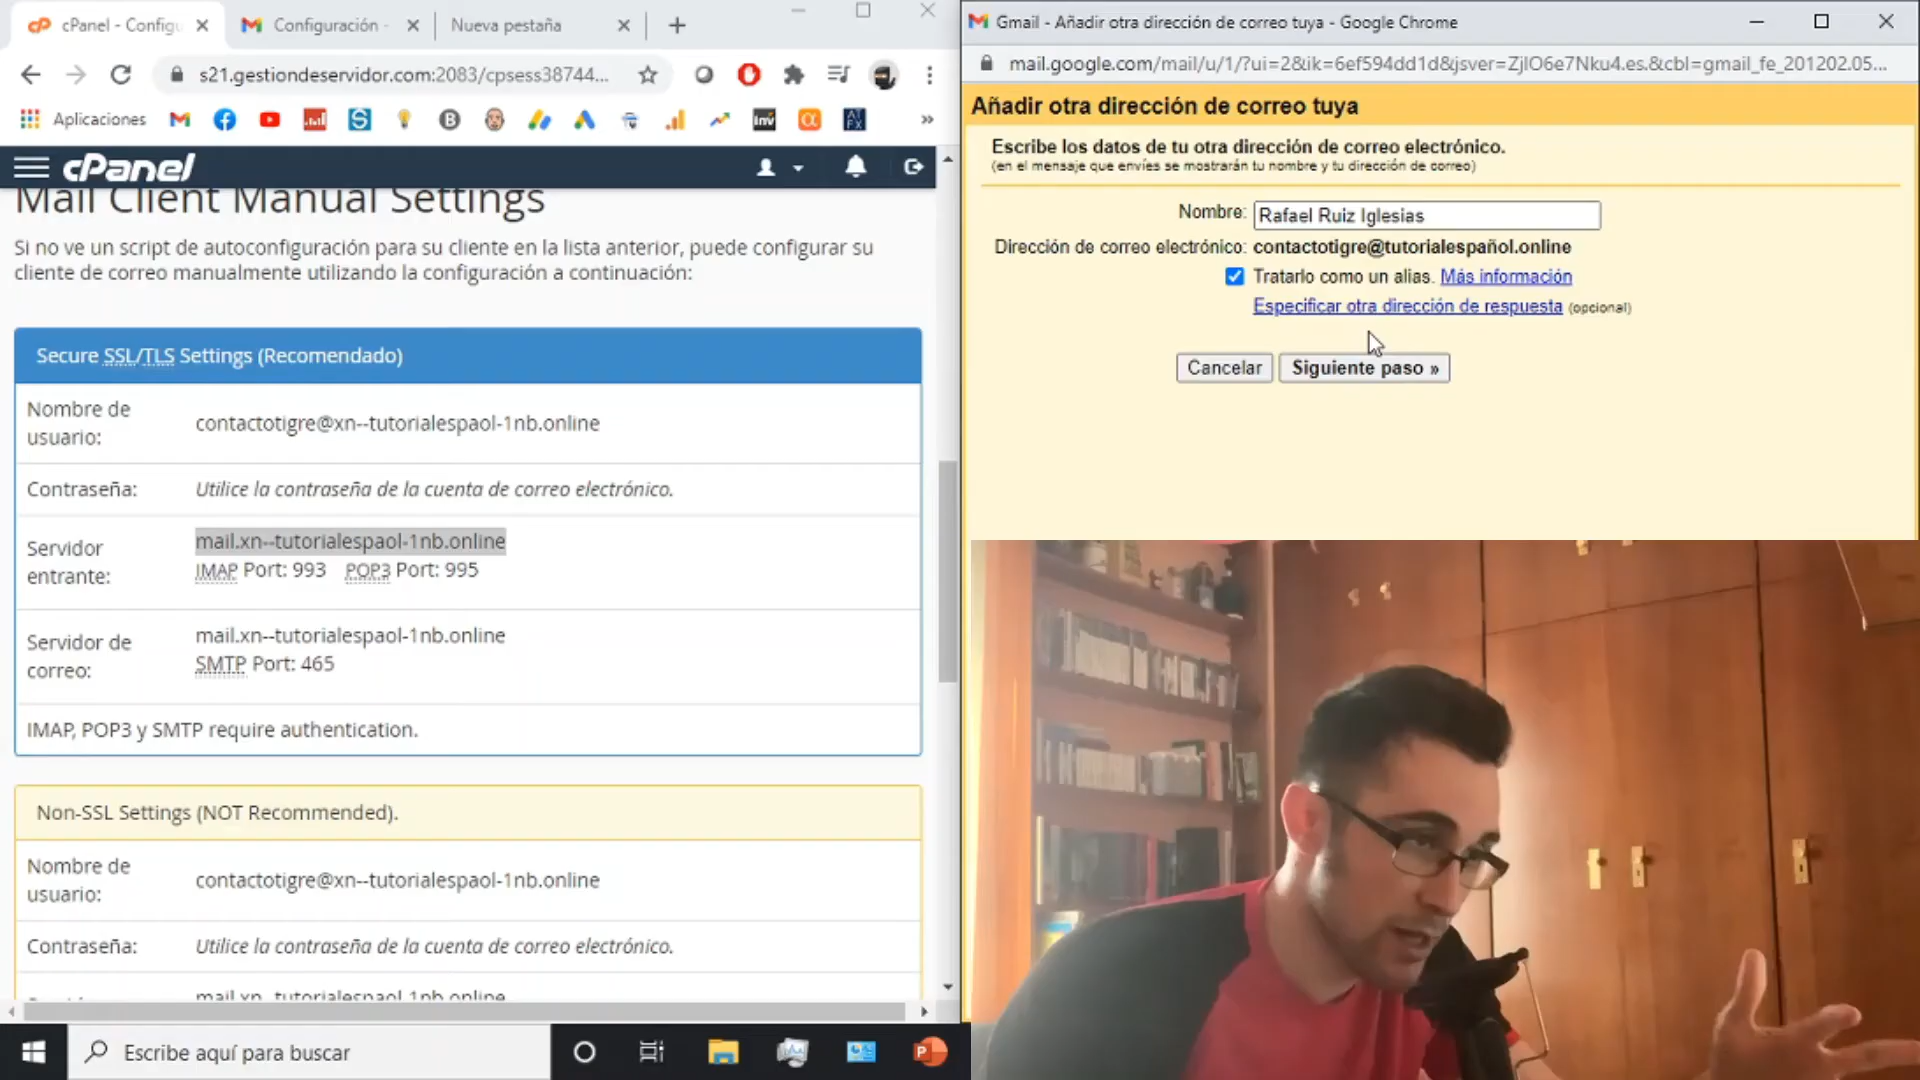 cPanel - Configu
Configuración -
Nueva pestaña
s21.gestiondeservidor.com:2083/cpsess38744...
Aplicaciones
Inv
cPanel
Mail Client Manual Settings
Si no ve un script de autoconfiguración para su cliente en la lista anterior, puede configurar su
cliente de correo manualmente utilizando la configuración a continuación:
Secure SSL/TLS Settings (Recomendado)
Nombre de
usuario:
contactotigre@xn--tutorialespaol-1nb.online
Contraseña:
Utilice la contraseña de la cuenta de correo electrónico.
Servidor
entrante:
mail.xn--tutorialespaol-1nb.online
IMAP Port: 993 POP3 Port: 995
Servidor de
correo:
mail.xn--tutorialespaol-1nb.online
SMTP Port: 465
IMAP, POP3 y SMTP require authentication.
Non-SSL Settings (NOT Recommended).
Nombre de
usuario:
contactotigre@xn--tutorialespaol-1nb.online
Contraseña:
Utilice la contraseña de la cuenta de correo electrónico.
mail.xn--tutorialespaol-1nb.online
Escribe aquí para buscar
Gmail - Añadir otra dirección de correo tuya - Google Chrome
mail.google.com/mail/u/1/?ui=2&ik=6ef594dd1d&jsver=ZjlO6e7Nku4.es.&cbl=gmail_fe_201202.05...
Añadir otra dirección de correo tuya
Escribe los datos de tu otra dirección de correo electrónico.
(en el mensaje que envíes se mostrarán tu nombre y tu dirección de correo)
Nombre: Rafael Ruiz Iglesias
Dirección de correo electrónico: contactotigre@tutorialespañol.online
Tratarlo como un alias. Más información
Especificar otra dirección de respuesta (opcional)
Cancelar
Siguiente paso »